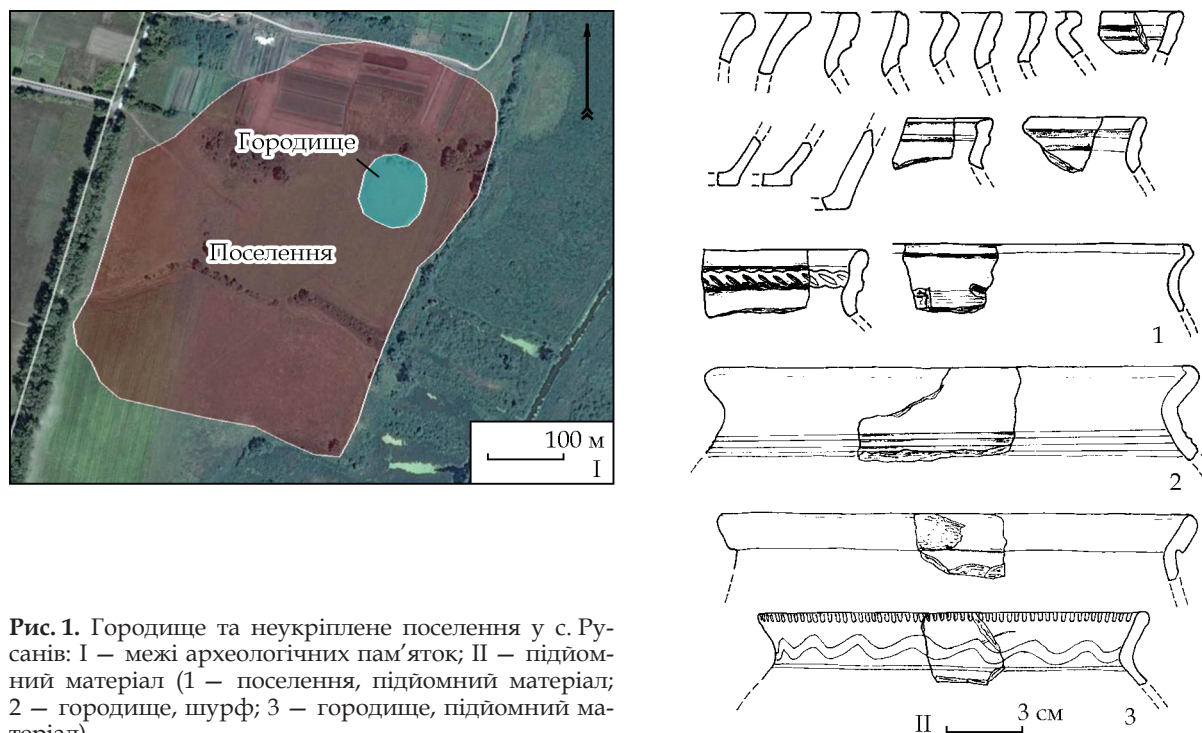 Городище
Поселення
100 м
I
1
2
II
3 см
3
Рис. 1. Городище та неукріплене поселення у с. Ру-
санів: I — межі археологічних пам’яток; II — підйом-
ний матеріал (1 — поселення, підйомний матеріал;
2 — городище, шурф; 3 — городище, підйомний ма-
теріал)